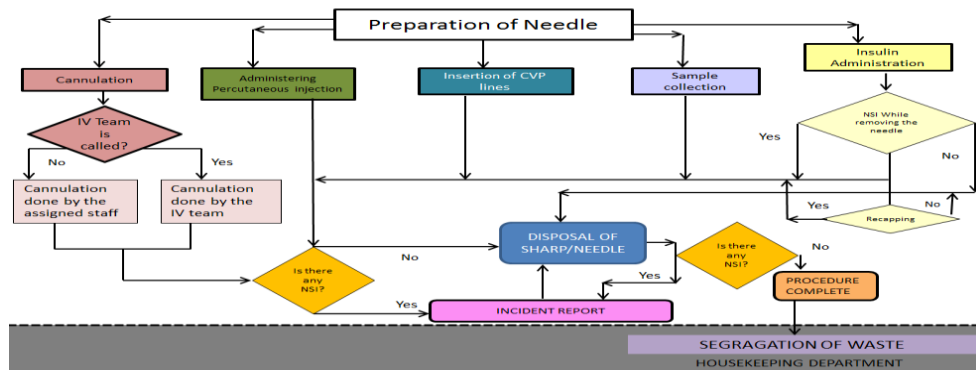 Preparation of Needle
Cannulation
Administering
Percutaneous injection
Insertion of CVP
lines
Sample
collection
Insulin
Administration
IV Team
is
called?
NSI While
removing the
needle
Yes
No
No
Yes
Cannulation
done by the
assigned staff
Cannulation
done by the
IV team
Yes
No
Recapping
DISPOSAL OF
SHARP/NEEDLE
Is there
any
NSI?
No
Is there
any
NSI?
No
Yes
PROCEDURE
COMPLETE
Yes
INCIDENT REPORT
SEGRAGATION OF WASTE
HOUSEKEEPING DEPARTMENT